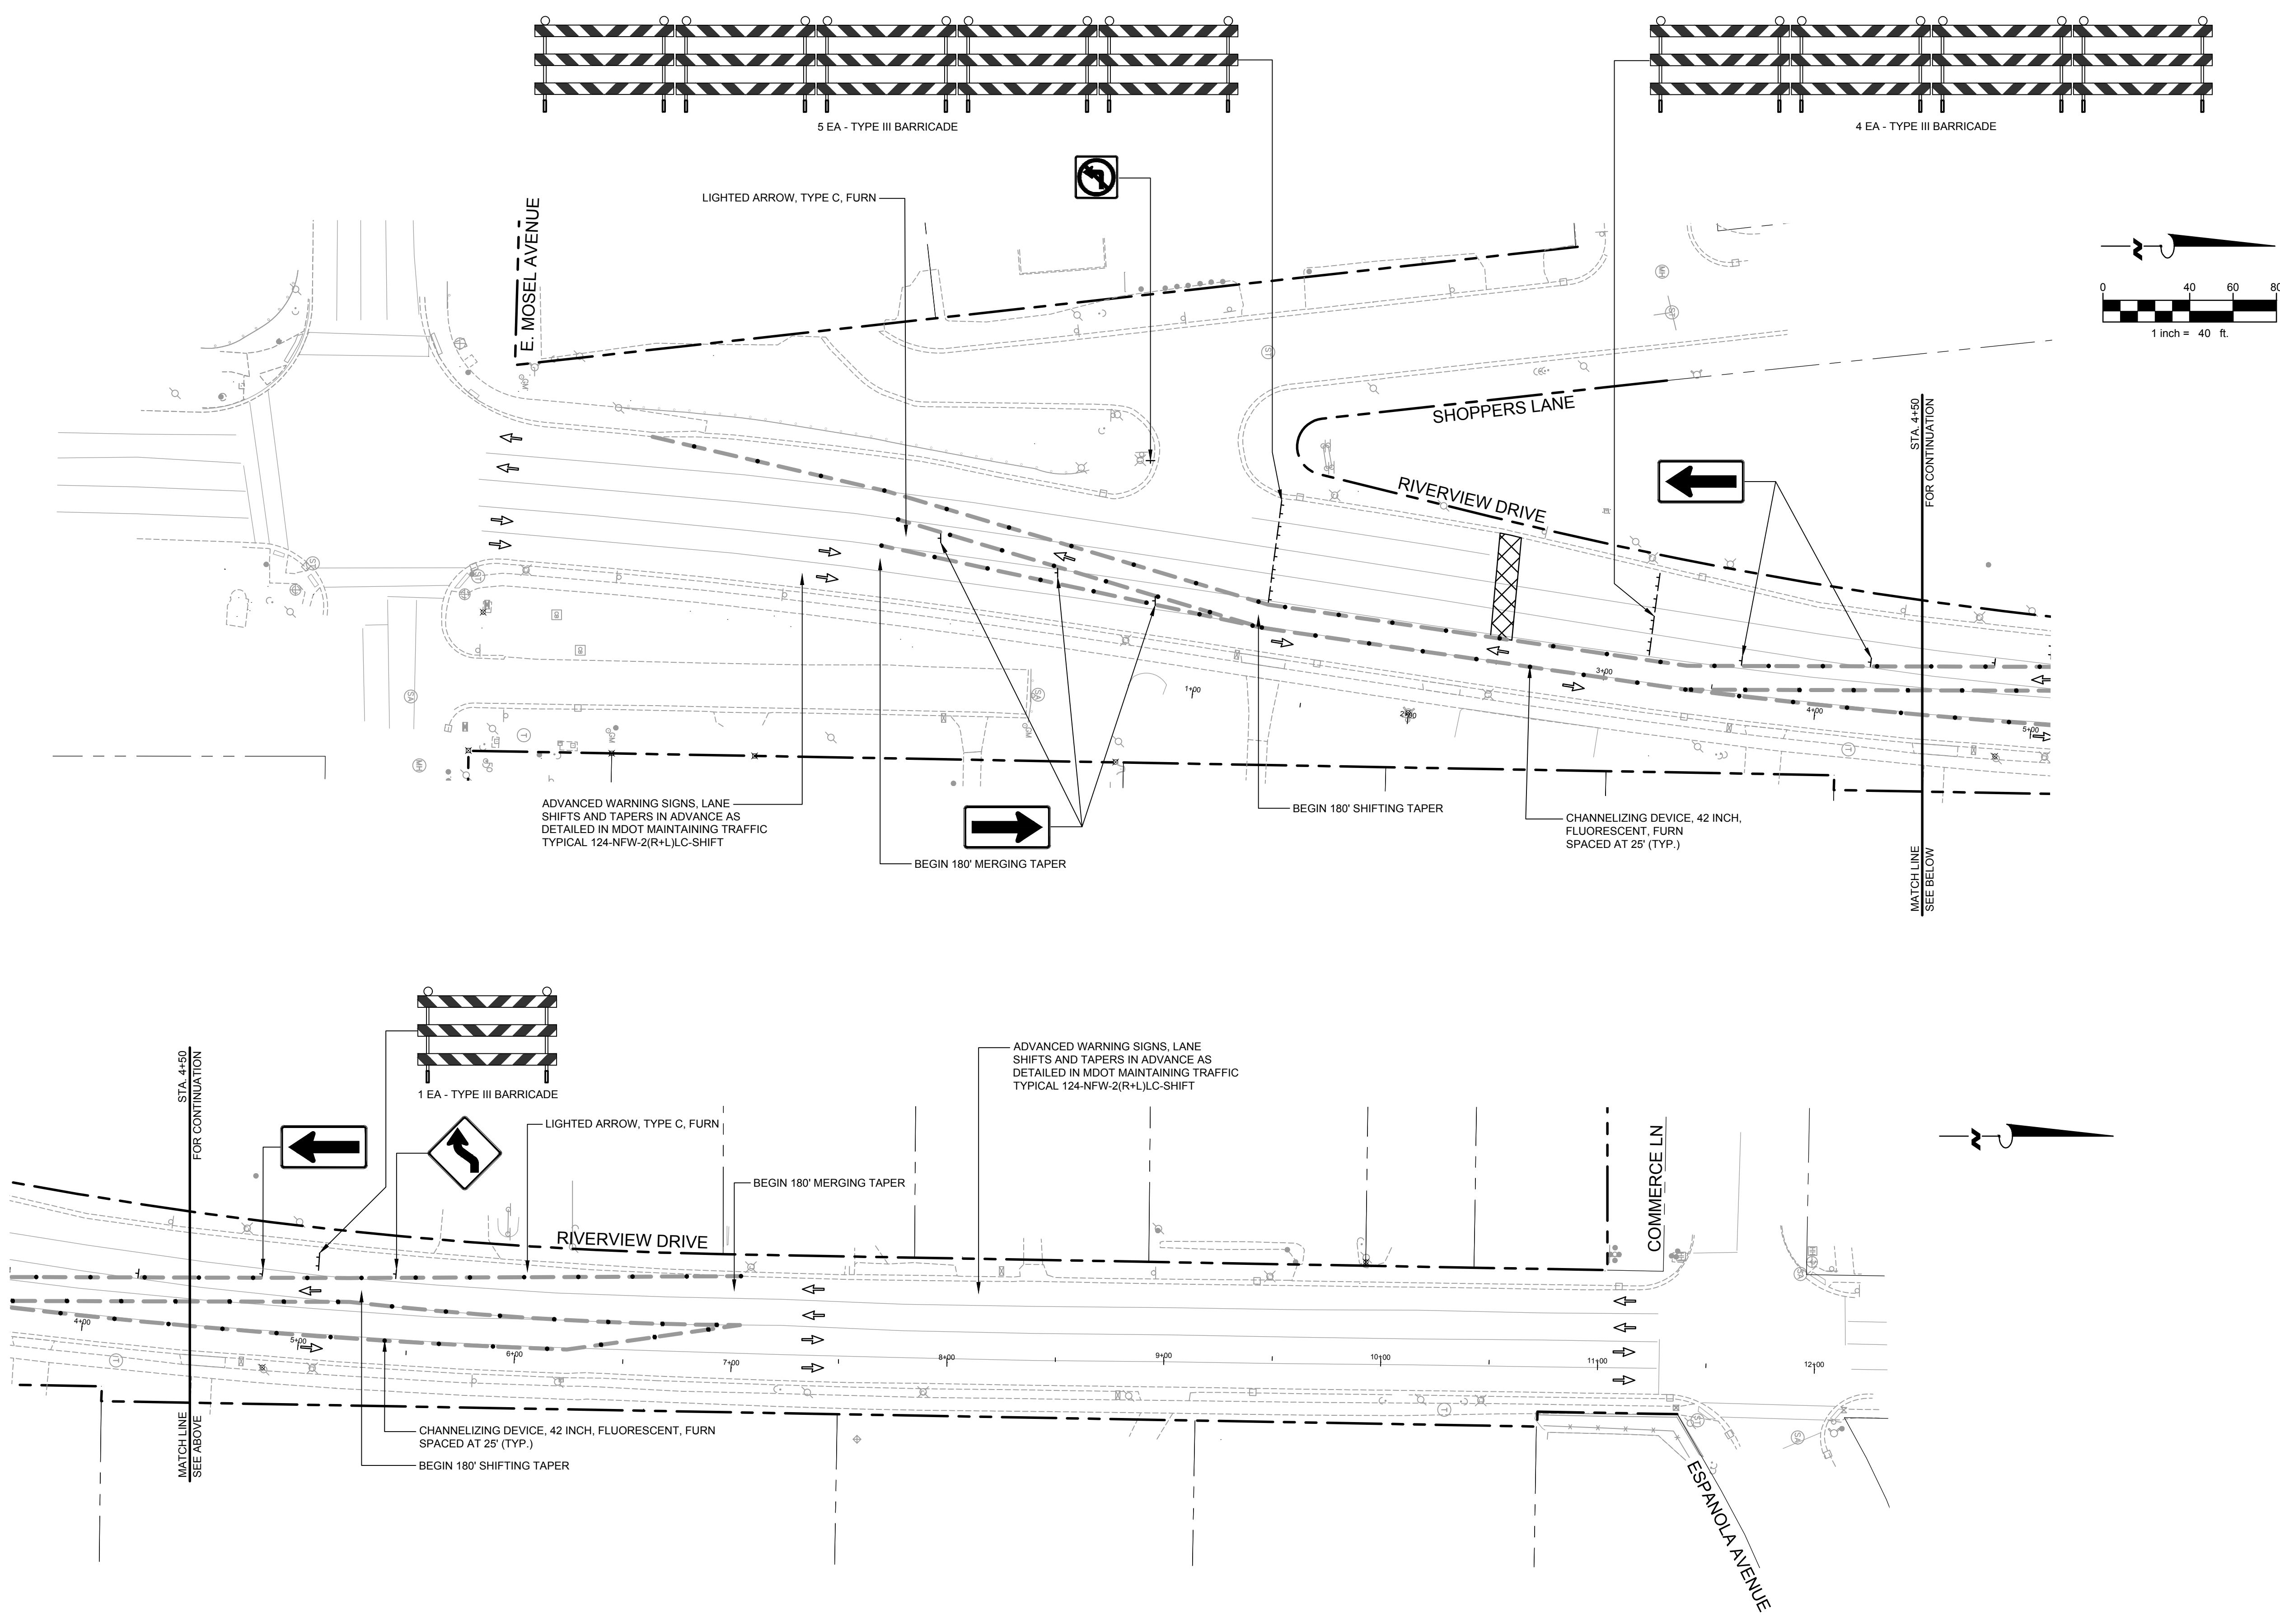 5 EA - TYPE III BARRICADE
4 EA - TYPE III BARRICADE
LIGHTED ARROW, TYPE C, FURN
E. MOSEL AVENUE
0 40 60 80
1 inch = 40 ft.
SHOPPERS LANE
RIVERVIEW DRIVE
STA. 4+50
FOR CONTINUATION
1+00
2+00
3+00
4+00
5+00
ADVANCED WARNING SIGNS, LANE
SHIFTS AND TAPERS IN ADVANCE AS
DETAILED IN MDOT MAINTAINING TRAFFIC
TYPICAL 124-NFW-2(R+L)LC-SHIFT
BEGIN 180' MERGING TAPER
BEGIN 180' SHIFTING TAPER
CHANNELIZING DEVICE, 42 INCH,
FLUORESCENT, FURN
SPACED AT 25' (TYP.)
MATCH LINE
SEE BELOW
1 EA - TYPE III BARRICADE
STA. 4+50
FOR CONTINUATION
LIGHTED ARROW, TYPE C, FURN
ADVANCED WARNING SIGNS, LANE
SHIFTS AND TAPERS IN ADVANCE AS
DETAILED IN MDOT MAINTAINING TRAFFIC
TYPICAL 124-NFW-2(R+L)LC-SHIFT
BEGIN 180' MERGING TAPER
RIVERVIEW DRIVE
COMMERCE LN
4+00
5+00
6+00
7+00
8+00
9+00
10+00
11+00
12+00
MATCH LINE
SEE ABOVE
CHANNELIZING DEVICE, 42 INCH, FLUORESCENT, FURN
SPACED AT 25' (TYP.)
BEGIN 180' SHIFTING TAPER
ESPANOLA AVENUE